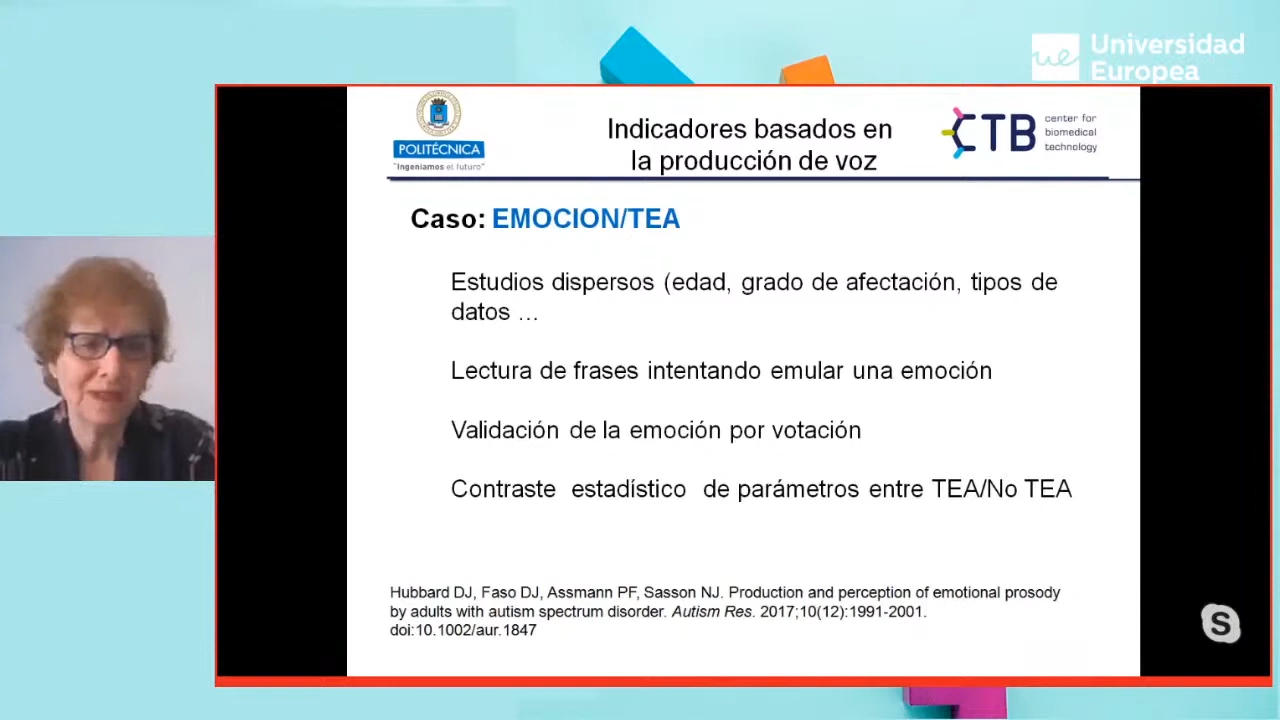 Universidad
Europea
ue
POLITÉCNICA
"Ingeniamos el futuro"
Indicadores basados en
la producción de voz
CTB
center for
biomedical
technology
Caso: EMOCION/TEA
Estudios dispersos (edad, grado de afectación, tipos de
datos ...
Lectura de frases intentando emular una emoción
Validación de la emoción por votación
Contraste estadístico de parámetros entre TEA/No TEA
Hubbard DJ, Faso DJ, Assmann PF, Sasson NJ. Production and perception of emotional prosody
by adults with autism spectrum disorder. Autism Res. 2017;10(12):1991-2001.
doi:10.1002/aur.1847
S